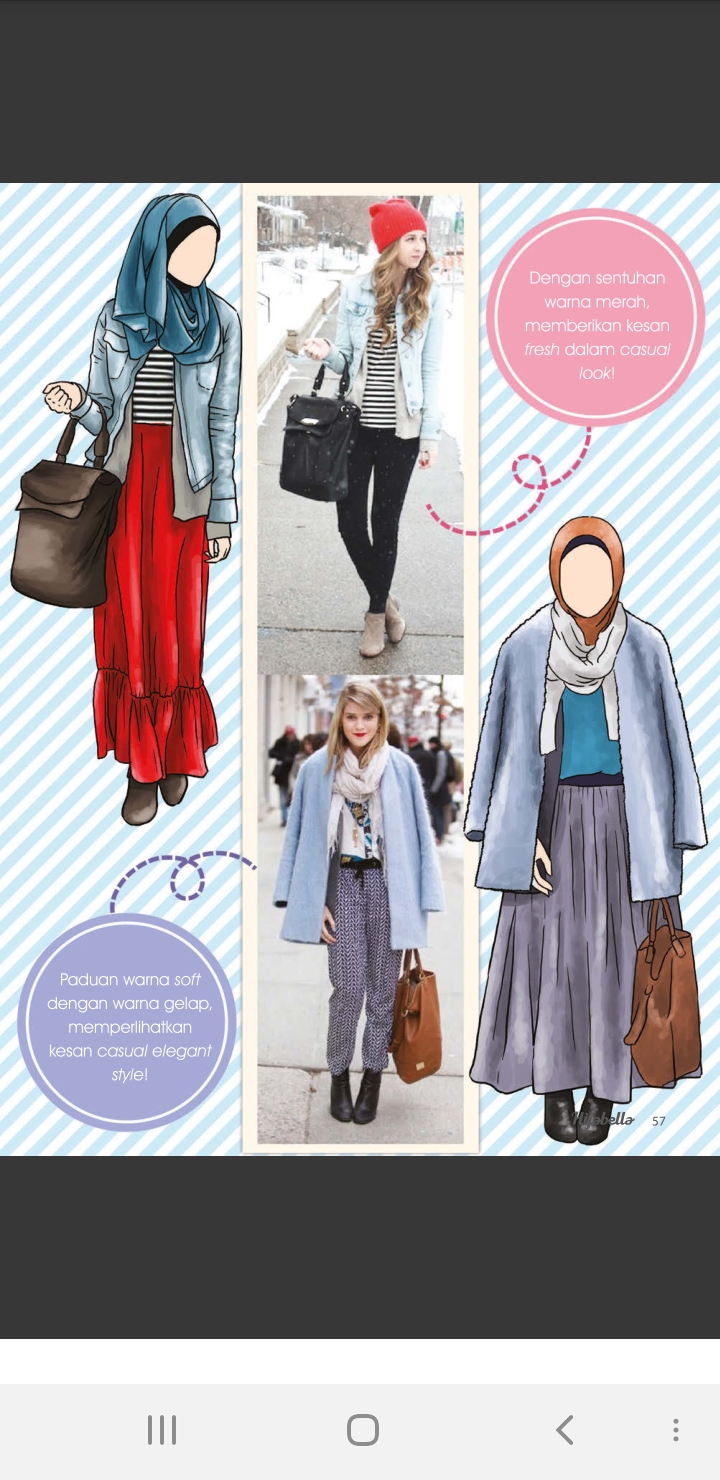 Dengan sentuhan
warna merah,
memberikan kesan
fresh dalam casual
look!
Paduan warna soft
dengan warna gelap,
memperlihatkan
kesan casual elegant
style!
57